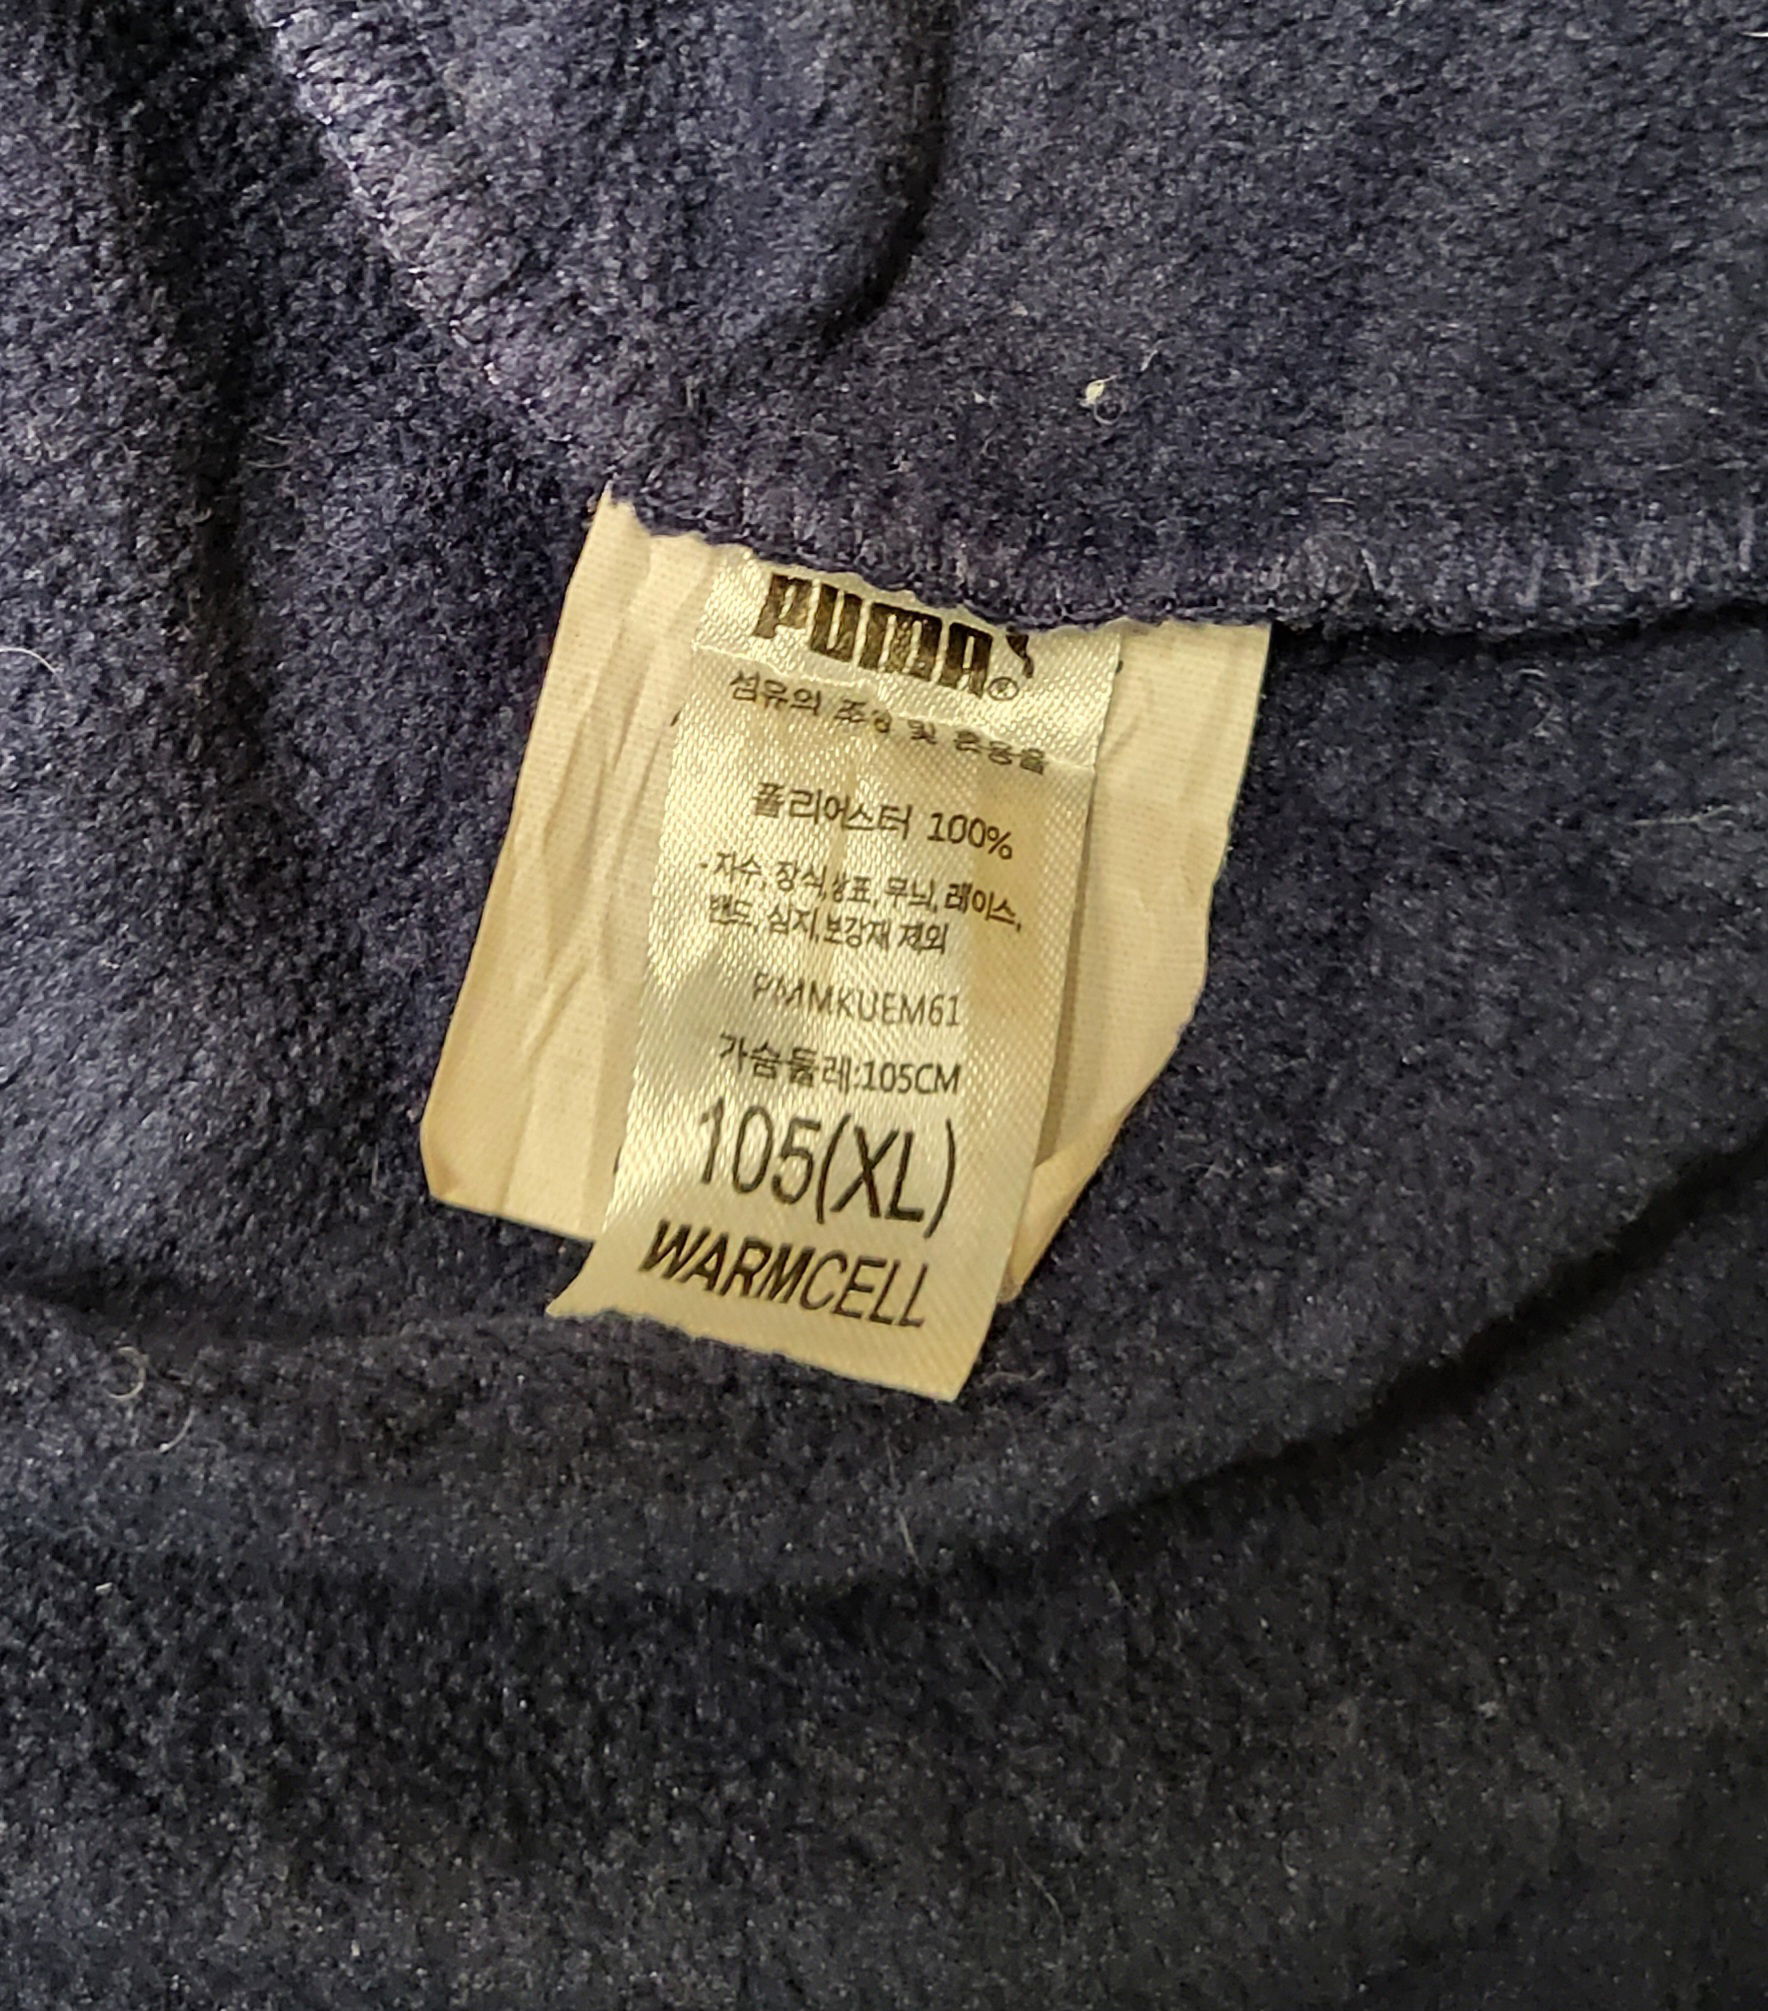 PUMA®
섬유의 조성 및 혼용율
폴리에스터 100%
-자수, 장식,상표, 무늬, 레이스,
밴드, 심지,보강재 제외
PMMKUEM61
가슴둘레:105CM
105(XL)
WARMCELL